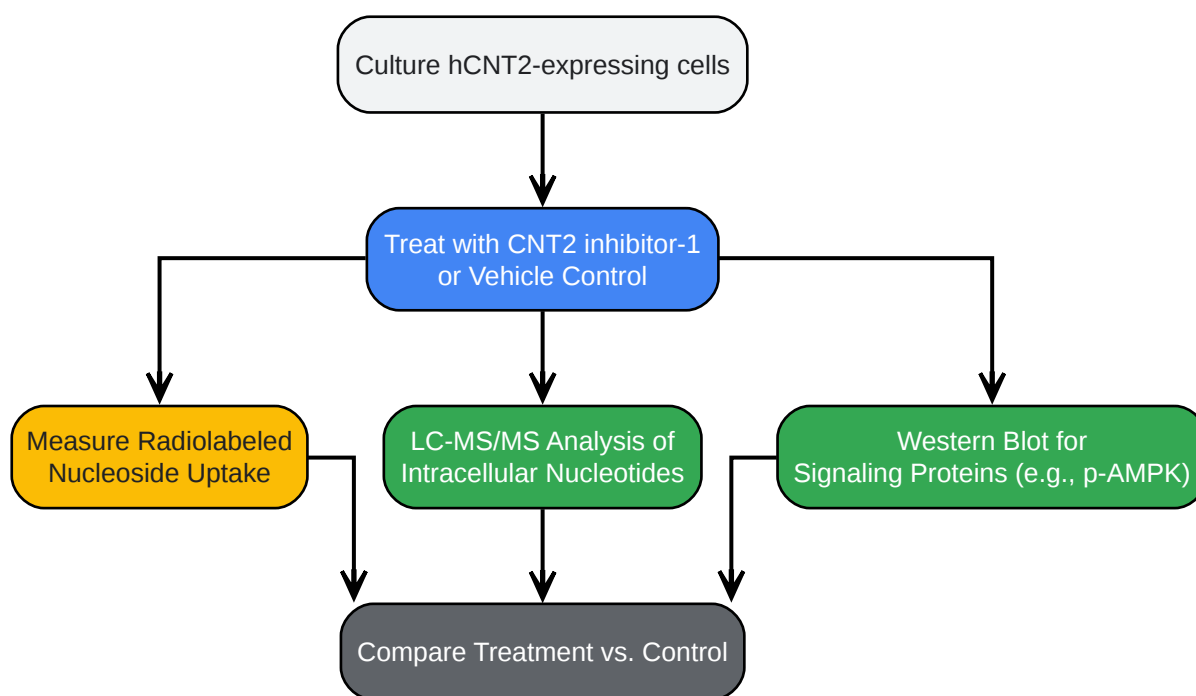 Culture hCNT2-expressing cells
Treat with CNT2 inhibitor-1
or Vehicle Control
Measure Radiolabeled
Nucleoside Uptake
LC-MS/MS Analysis of
Intracellular Nucleotides
Western Blot for
Signaling Proteins (e.g., p-AMPK)
Compare Treatment vs. Control